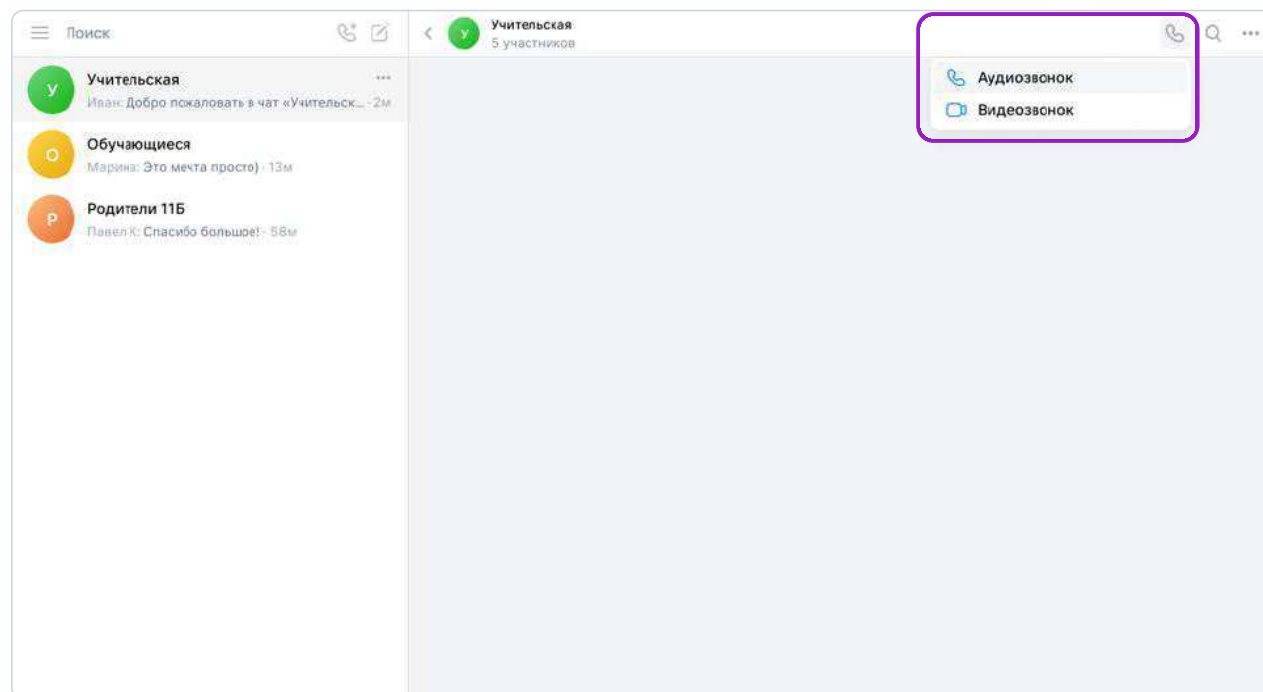 Поиск
У
Учительская
Иван: Добро пожаловать в чат «Учительск... · 2м
О
Обучающиеся
Марина: Это мечта просто) · 13м
Р
Родители 11Б
Павел К: Спасибо большое! · 58м
У
Учительская
5 участников
Аудиозвонок
Видеозвонок